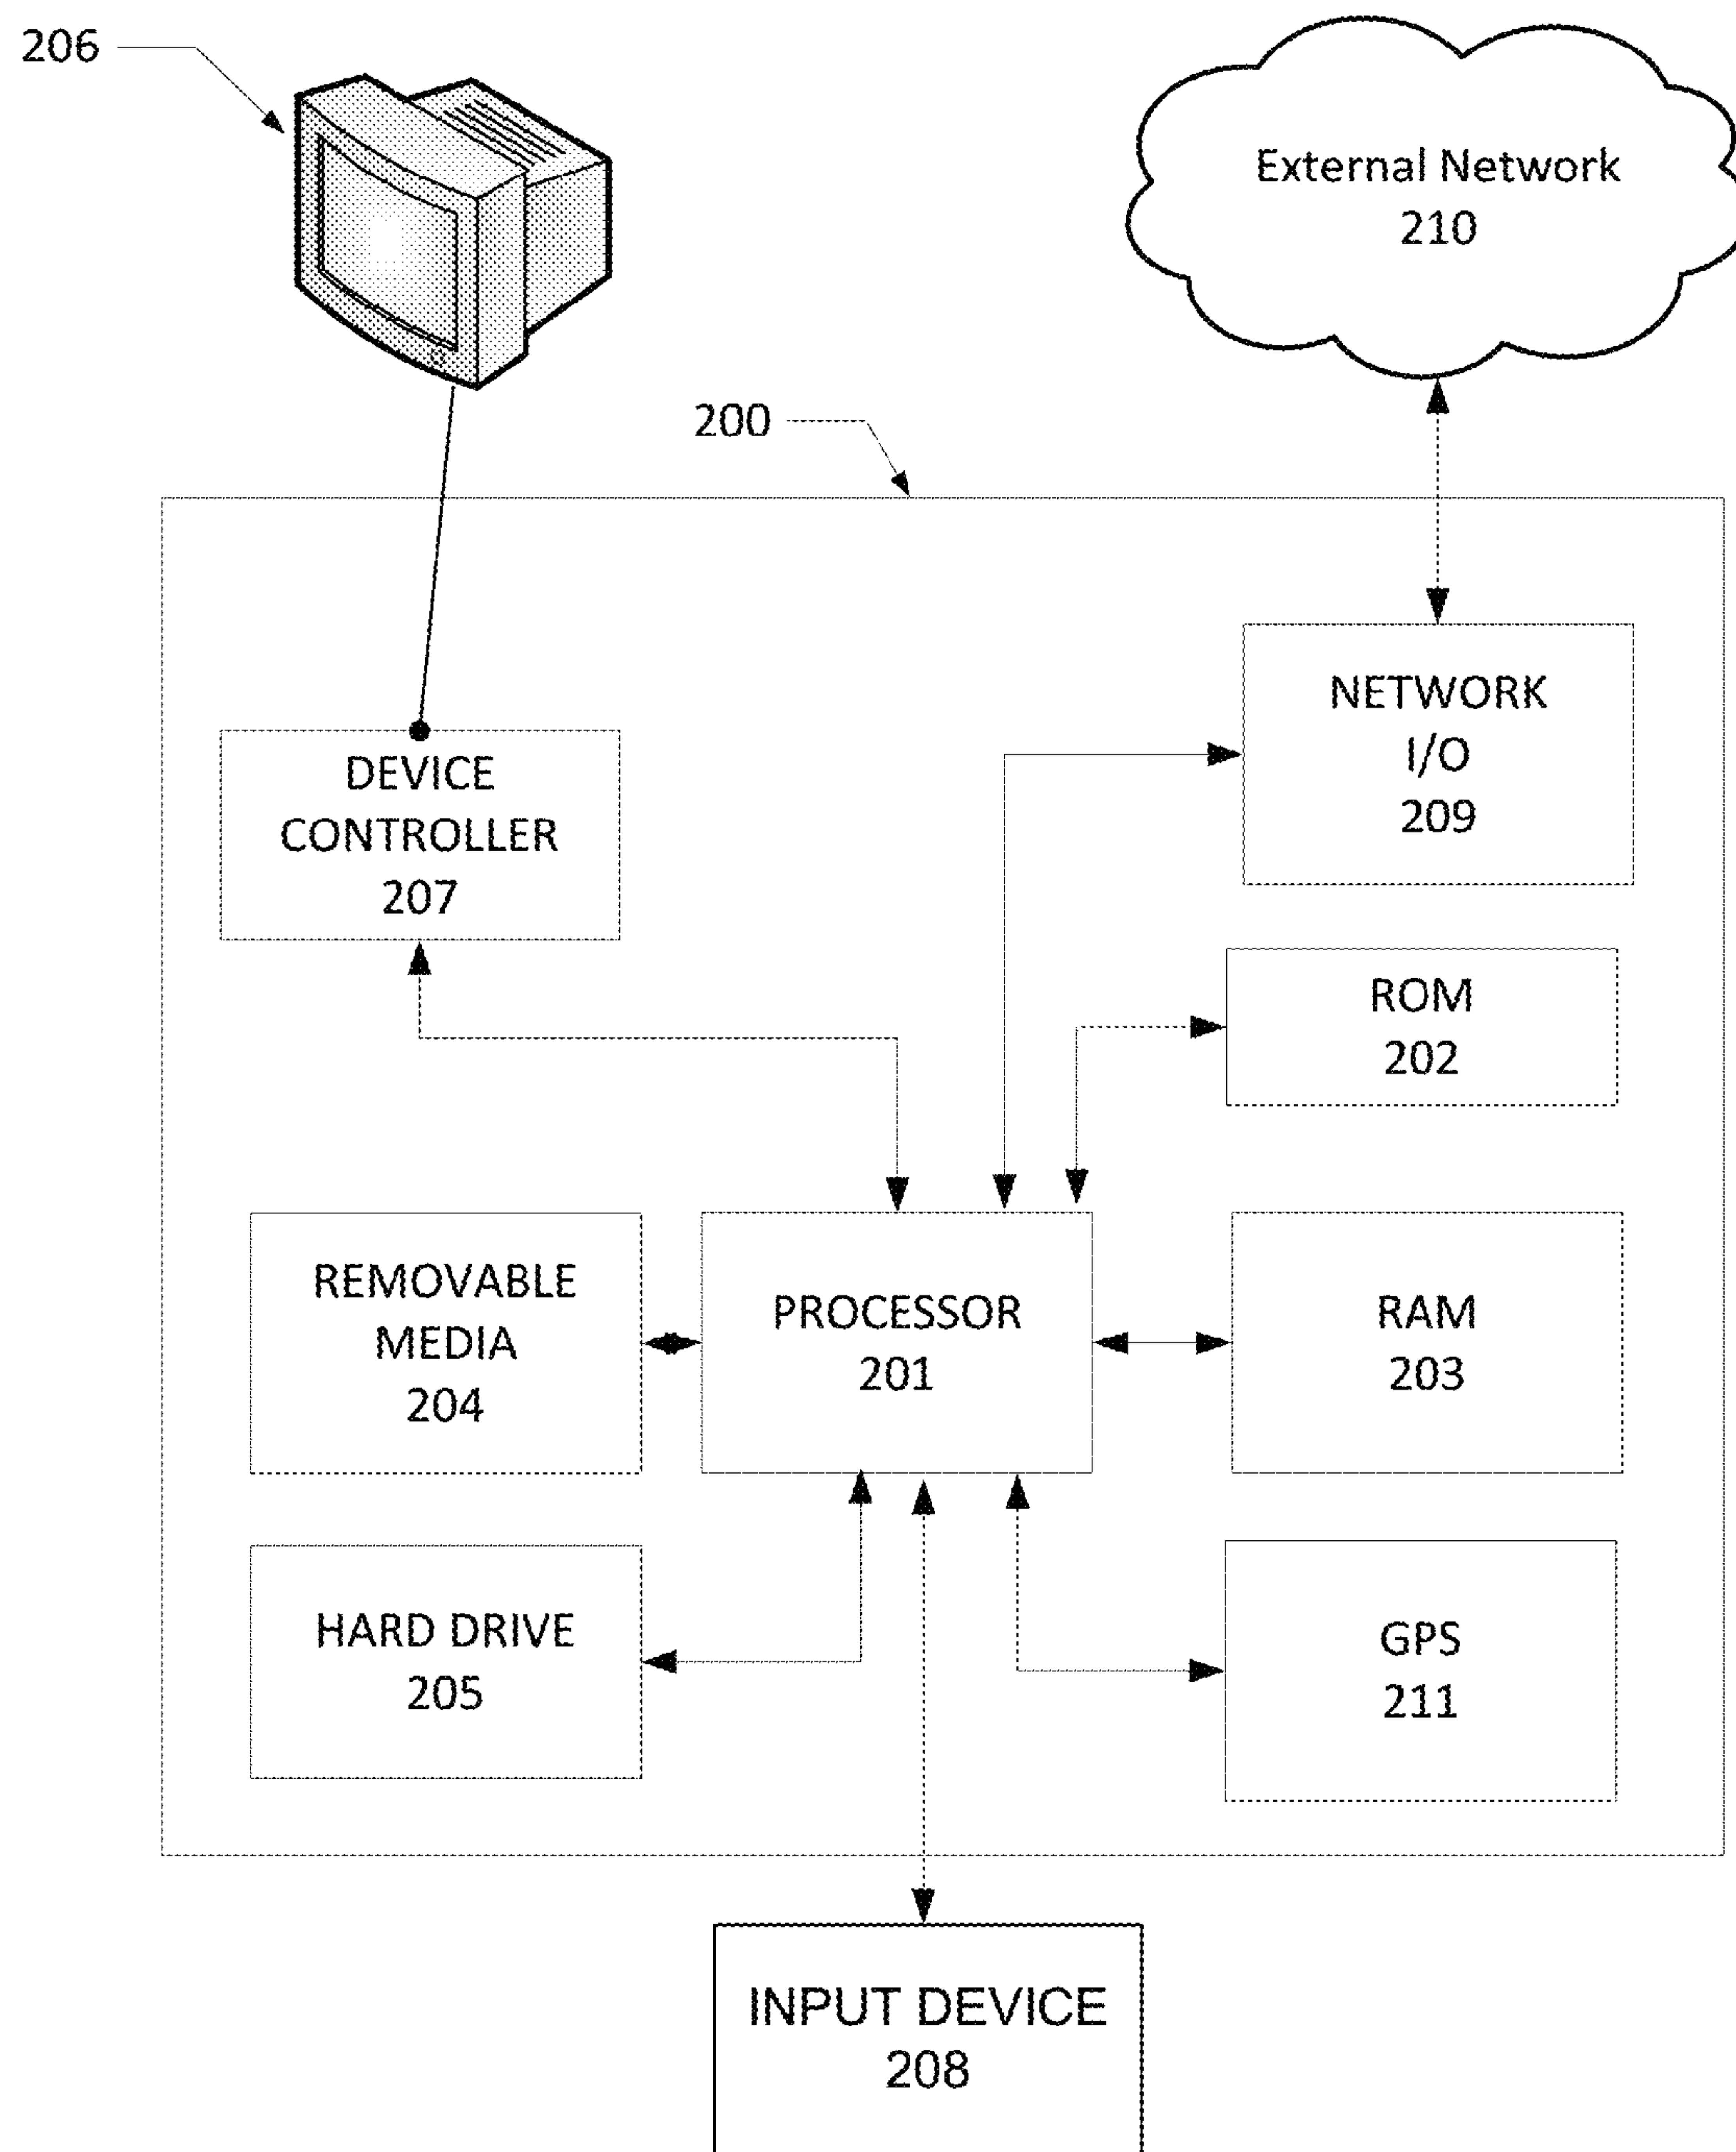 206
External Network
210
200
NETWORK
I/O
209
DEVICE
CONTROLLER
207
ROM
202
REMOVABLE
MEDIA
204
PROCESSOR
201
RAM
203
HARD DRIVE
205
GPS
211
INPUT DEVICE
208